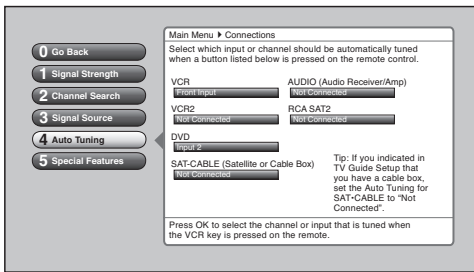 Main Menu ▶ Connections
0 Go Back
1 Signal Strength
2 Channel Search
3 Signal Source
4 Auto Tuning
5 Special Features
Select which input or channel should be automatically tuned
when a button listed below is pressed on the remote control.
VCR
Front Input
AUDIO (Audio Receiver/Amp)
Not Connected
VCR2
Not Connected
RCA SAT2
Not Connected
DVD
Input 2
SAT-CABLE (Satellite or Cable Box)
Not Connected
Tip: If you indicated in
TV Guide Setup that
you have a cable box,
set the Auto Tuning for
SAT•CABLE to “Not
Connected”.
Press OK to select the channel or input that is tuned when
the VCR key is pressed on the remote.